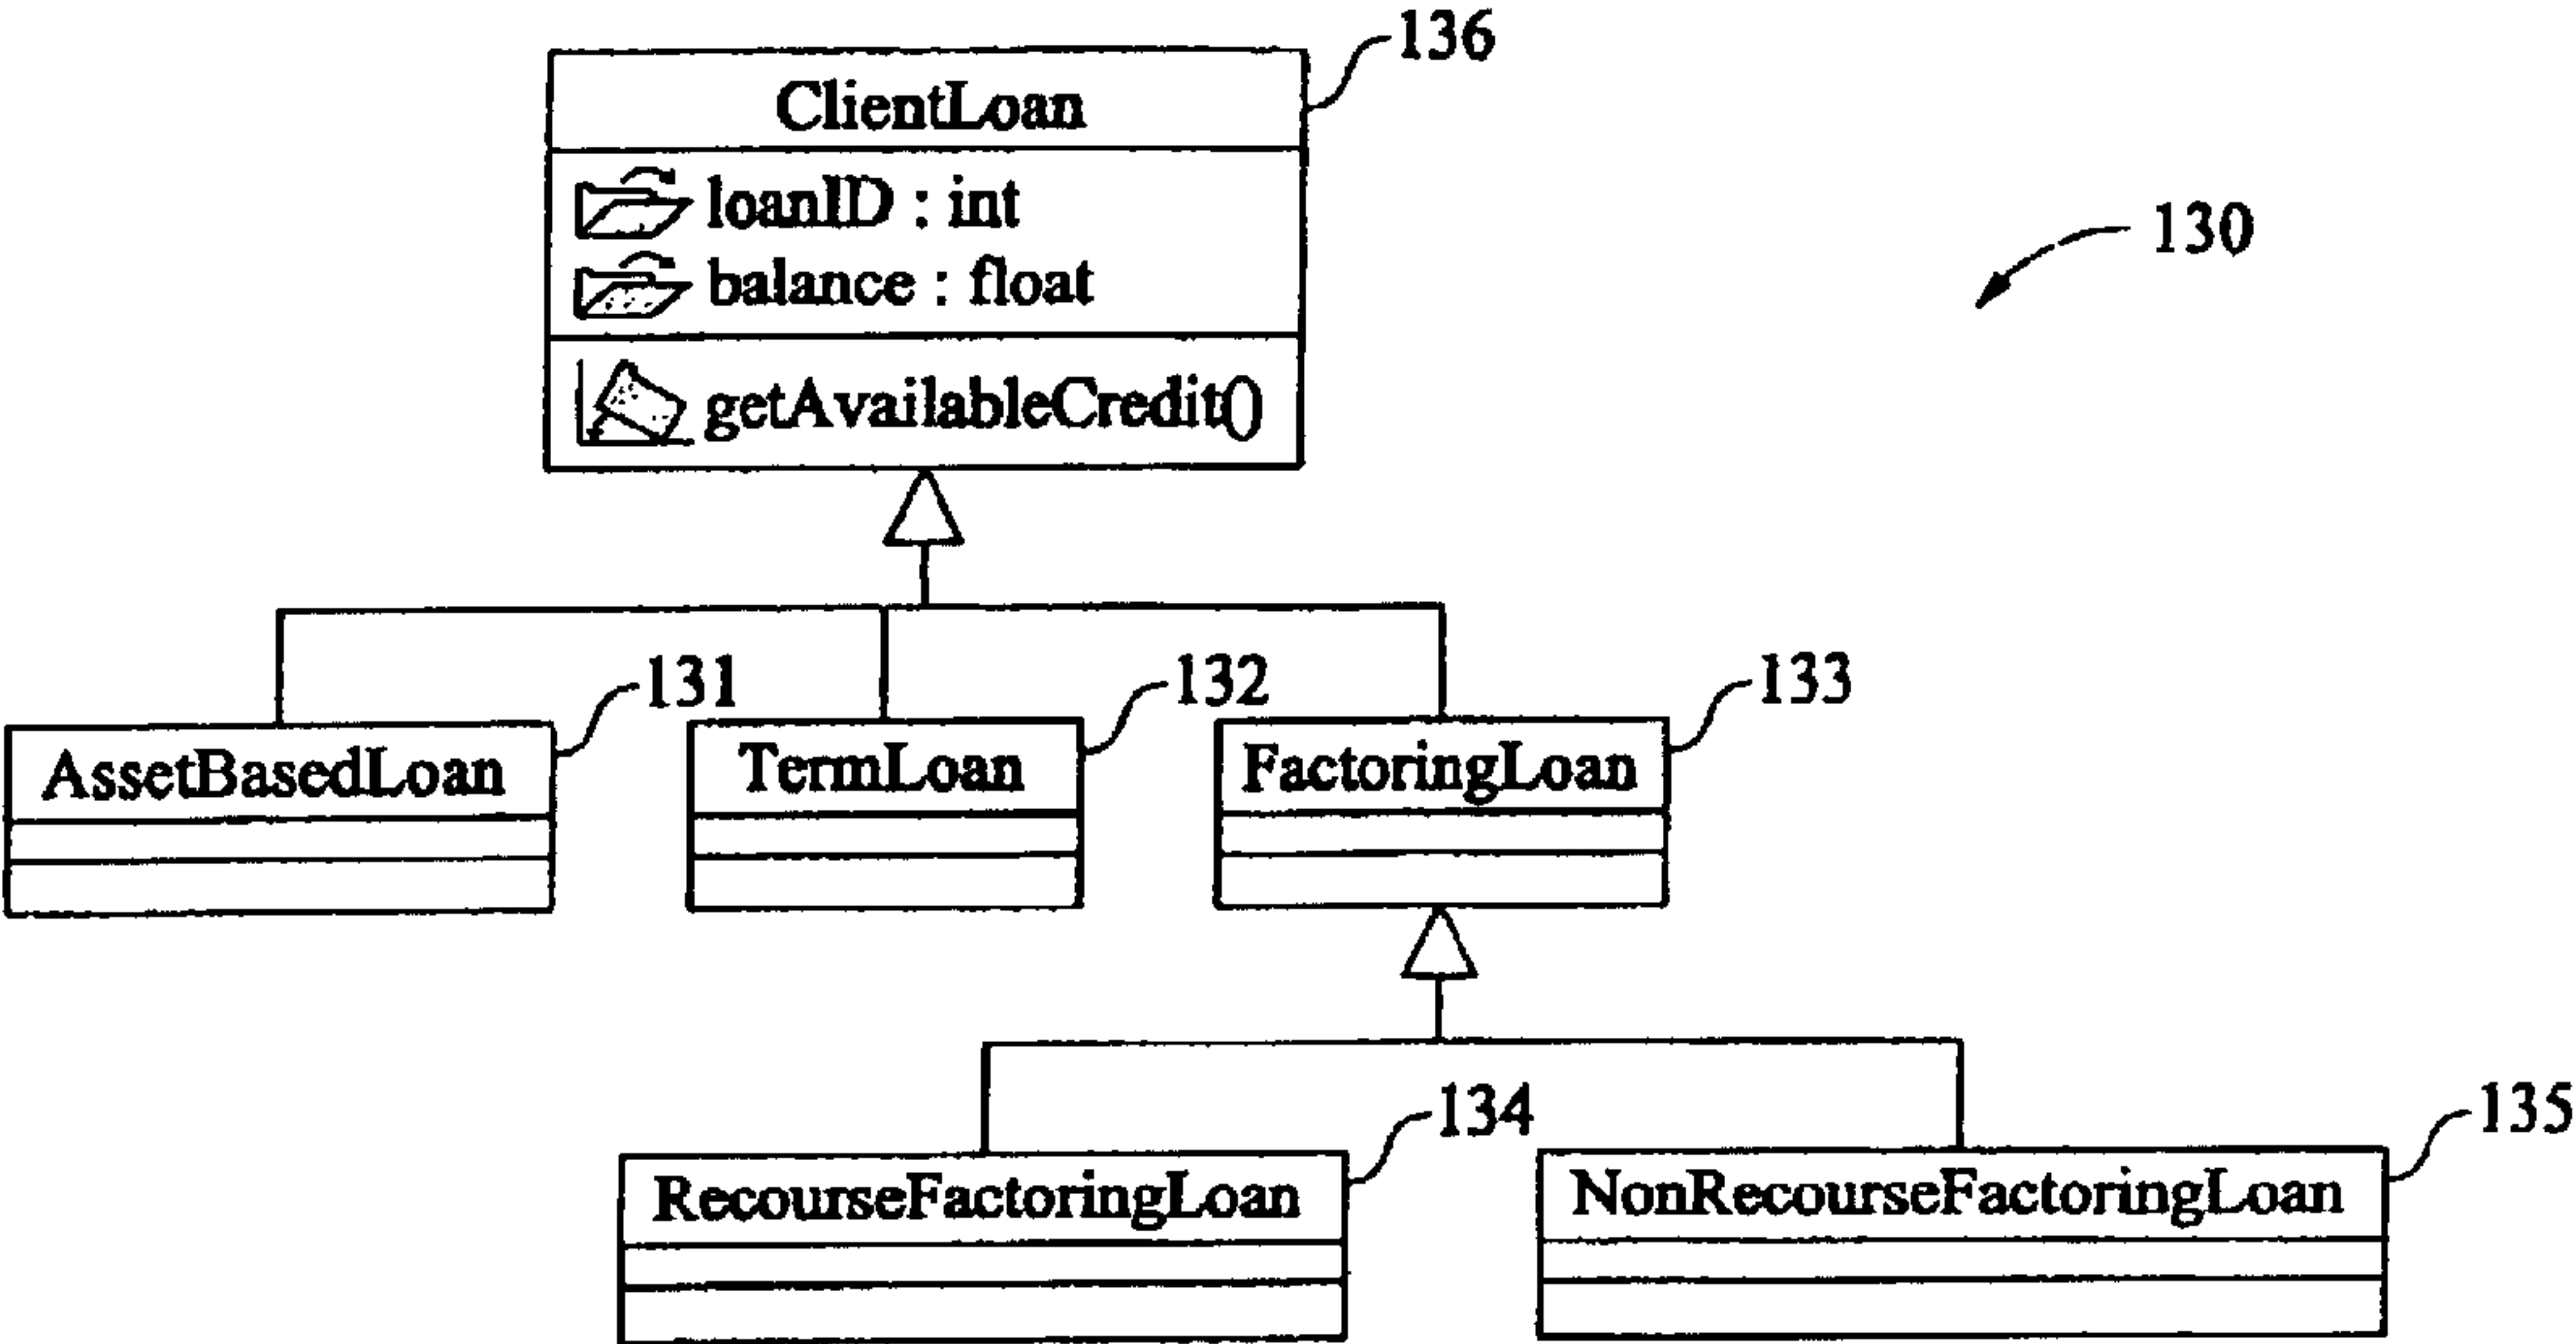 136
ClientLoan
loanID : int
balance : float
getAvailableCredit()
130
131
132
133
AssetBasedLoan
TermLoan
FactoringLoan
134
135
RecourseFactoringLoan
NonRecourseFactoringLoan